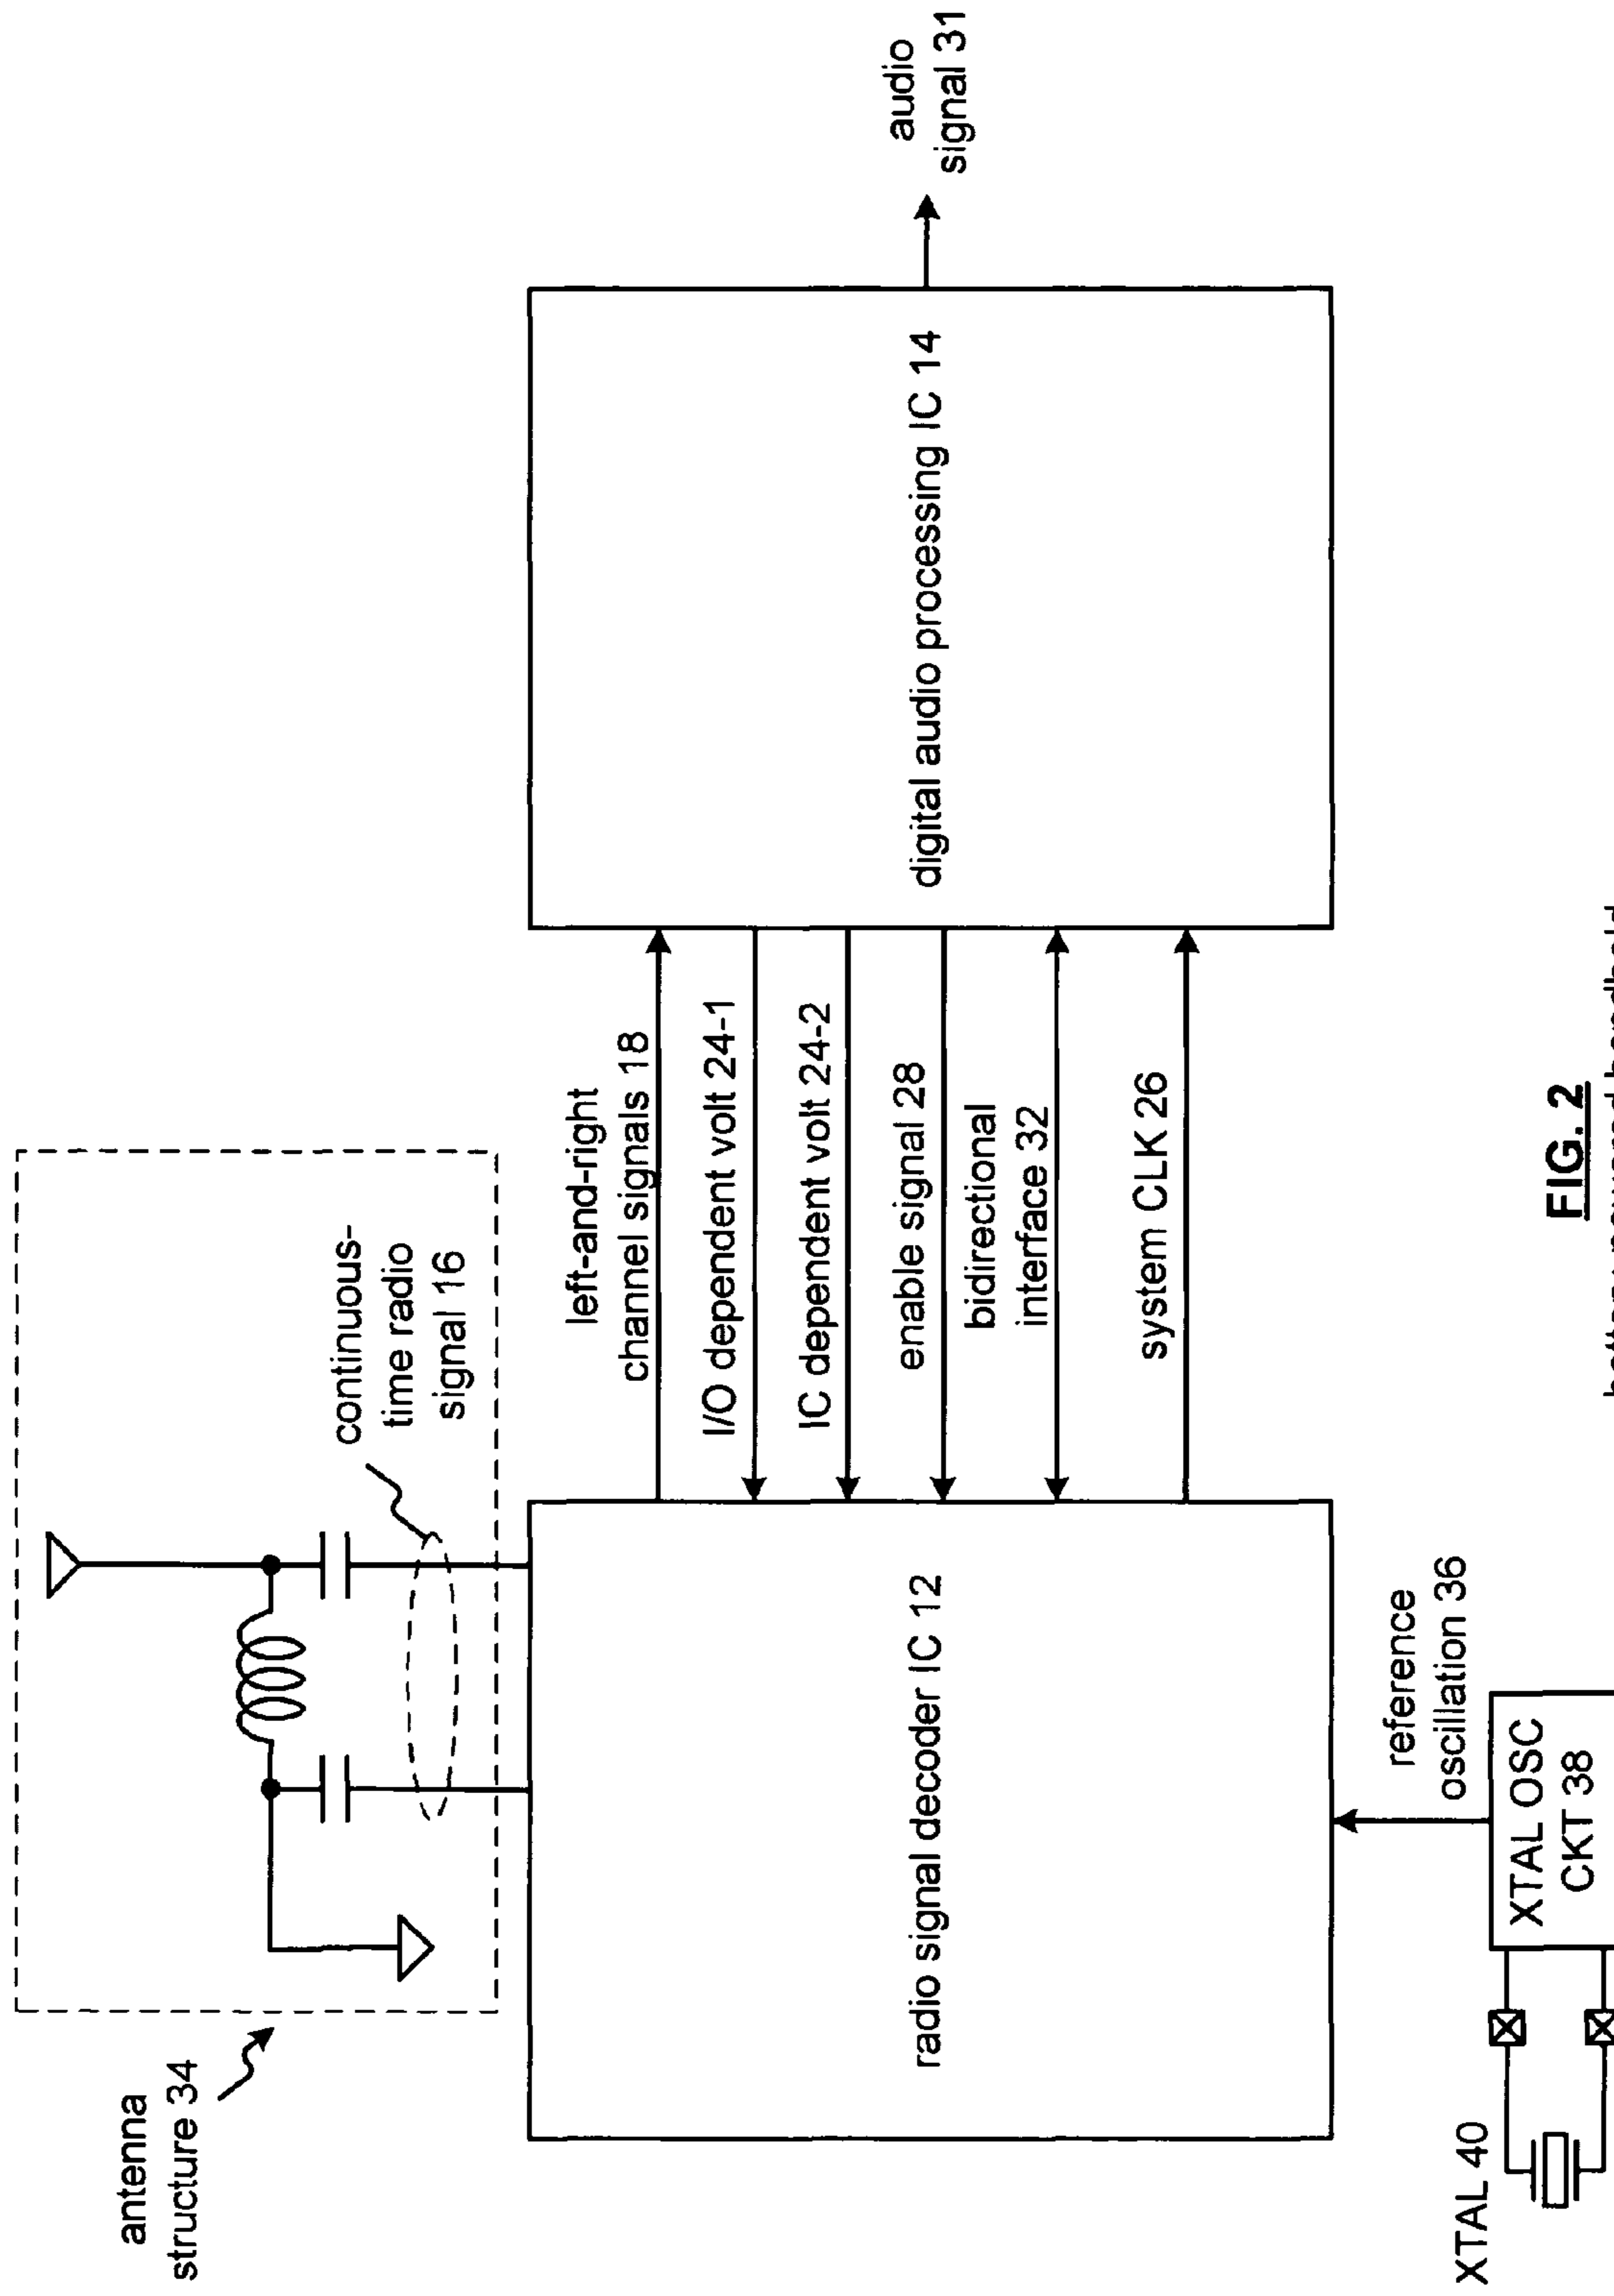 antenna
structure 34
continuous-
time radio
signal 16
left-and-right
channel signals 18
I/O dependent volt 24-1
IC dependent volt 24-2
enable signal 28
bidirectional
interface 32
system CLK 26
radio signal decoder IC 12
digital audio processing IC 14
audio
signal 31
reference
oscillation 36
XTAL OSC
CKT 38
XTAL 40
FIG. 2